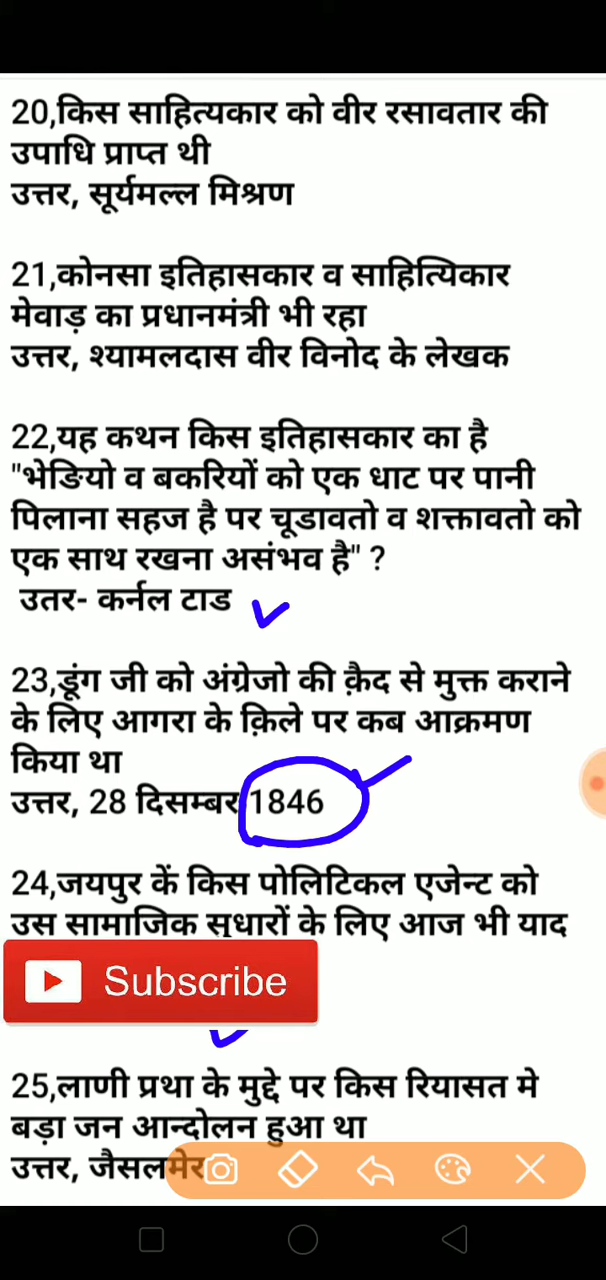 20,किस साहित्यकार को वीर रसावतार की
उपाधि प्राप्त थी
उत्तर, सूर्यमल्ल मिश्रण
21,कोनसा इतिहासकार व साहित्यिकार
मेवाड़ का प्रधानमंत्री भी रहा
उत्तर, श्यामलदास वीर विनोद के लेखक
22,यह कथन किस इतिहासकार का है
"भेडियो व बकरियों को एक धाट पर पानी
पिलाना सहज है पर चूडावतो व शक्तावतो को
एक साथ रखना असंभव है" ?
उतर- कर्नल टाड
23,डूंग जी को अंग्रेजो की क़ैद से मुक्त कराने
के लिए आगरा के क़िले पर कब आक्रमण
किया था
उत्तर, 28 दिसम्बर 1846
24,जयपुर कें किस पोलिटिकल एजेन्ट को
उस सामाजिक सुधारों के लिए आज भी याद
Subscribe
25,लाणी प्रथा के मुद्दे पर किस रियासत मे
बड़ा जन आन्दोलन हुआ था
उत्तर, जैसलमेर